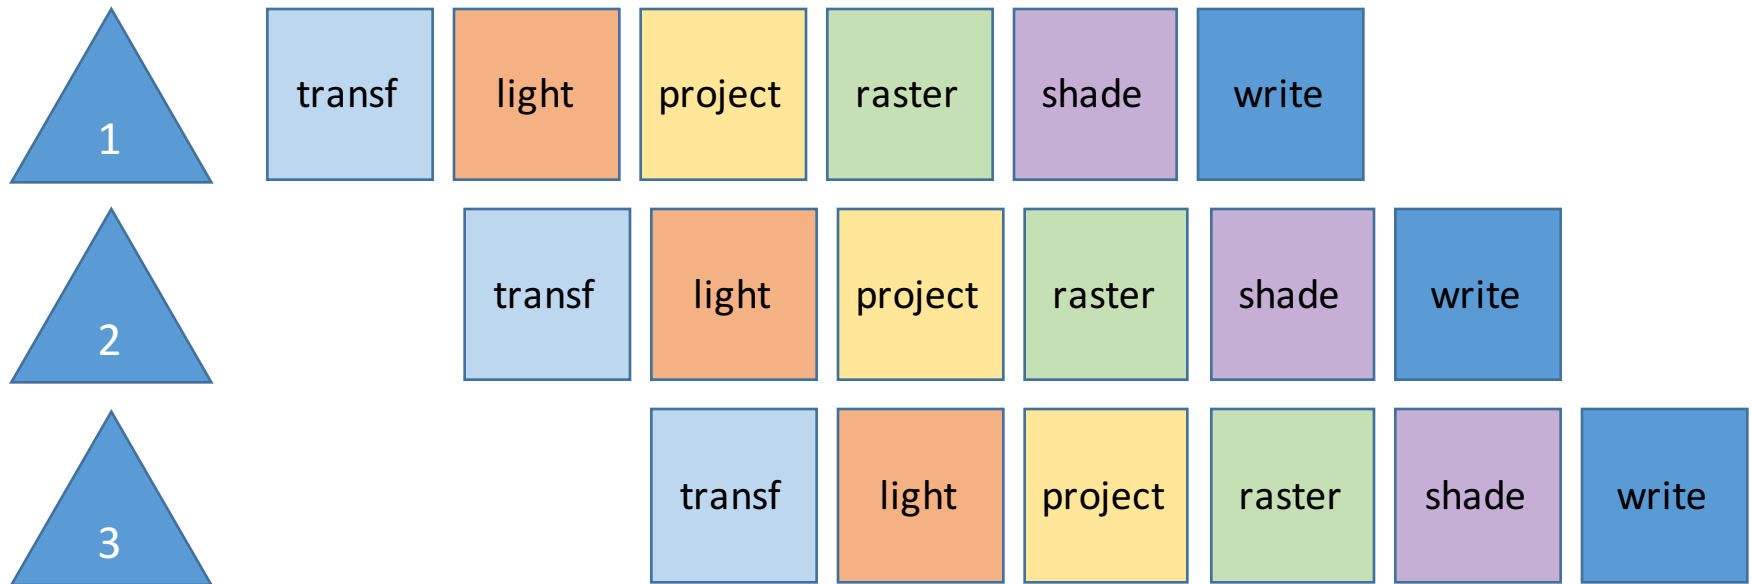 1 transf light project raster shade write
2 transf light project raster shade write
3 transf light project raster shade write